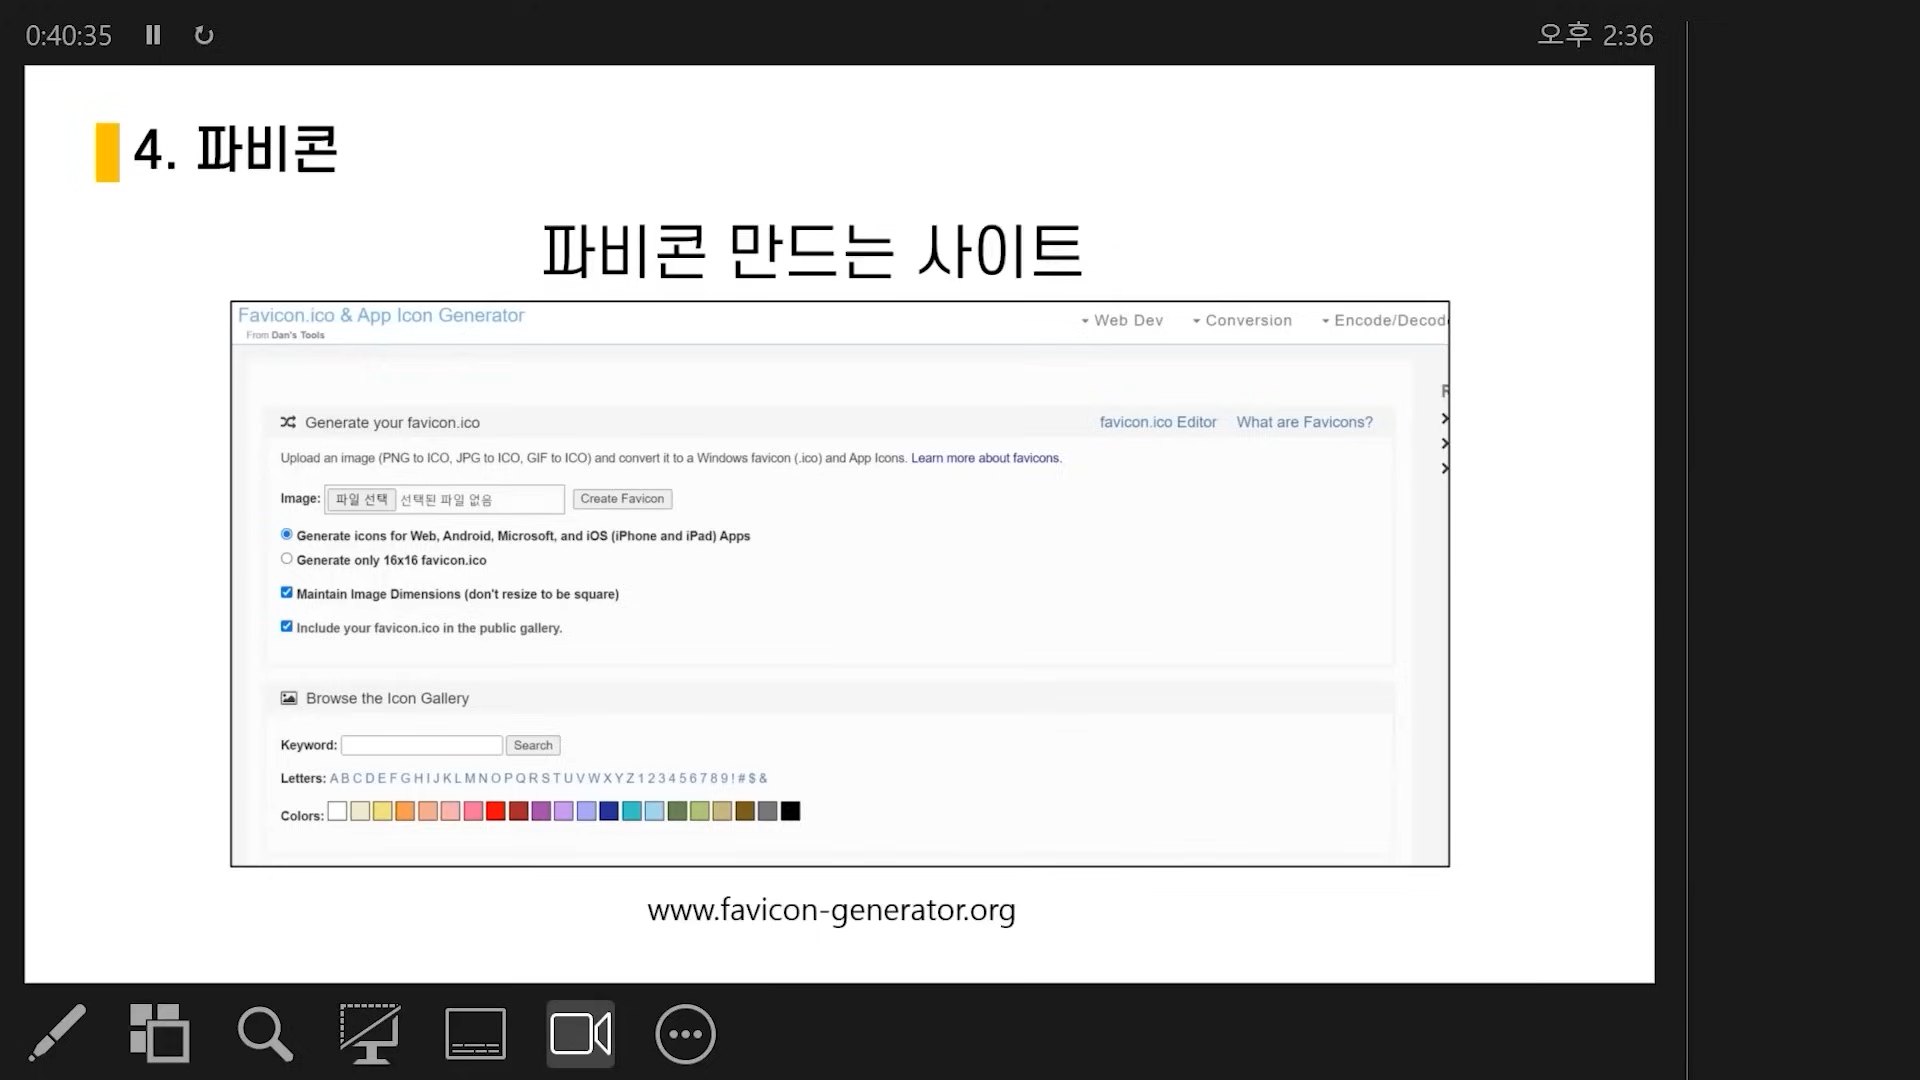 0:40:35
오후 2:36
4. 파비콘
파비콘 만드는 사이트
Favicon.ico & App Icon Generator
From Dan's Tools
Web Dev
Conversion
Encode/Decod
R
Generate your favicon.ico
favicon.ico Editor
What are Favicons?
Upload an image (PNG to ICO, JPG to ICO, GIF to ICO) and convert it to a Windows favicon (.ico) and App Icons. Learn more about favicons.
Image: 파일 선택 선택된 파일 없음 Create Favicon
Generate icons for Web, Android, Microsoft, and iOS (iPhone and iPad) Apps
Generate only 16x16 favicon.ico
Maintain Image Dimensions (don't resize to be square)
Include your favicon.ico in the public gallery.
Browse the Icon Gallery
Keyword: Search
Letters: A B C D E F G H I J K L M N O P Q R S T U V W X Y Z 1 2 3 4 5 6 7 8 9 ! # $ &
Colors:
www.favicon-generator.org